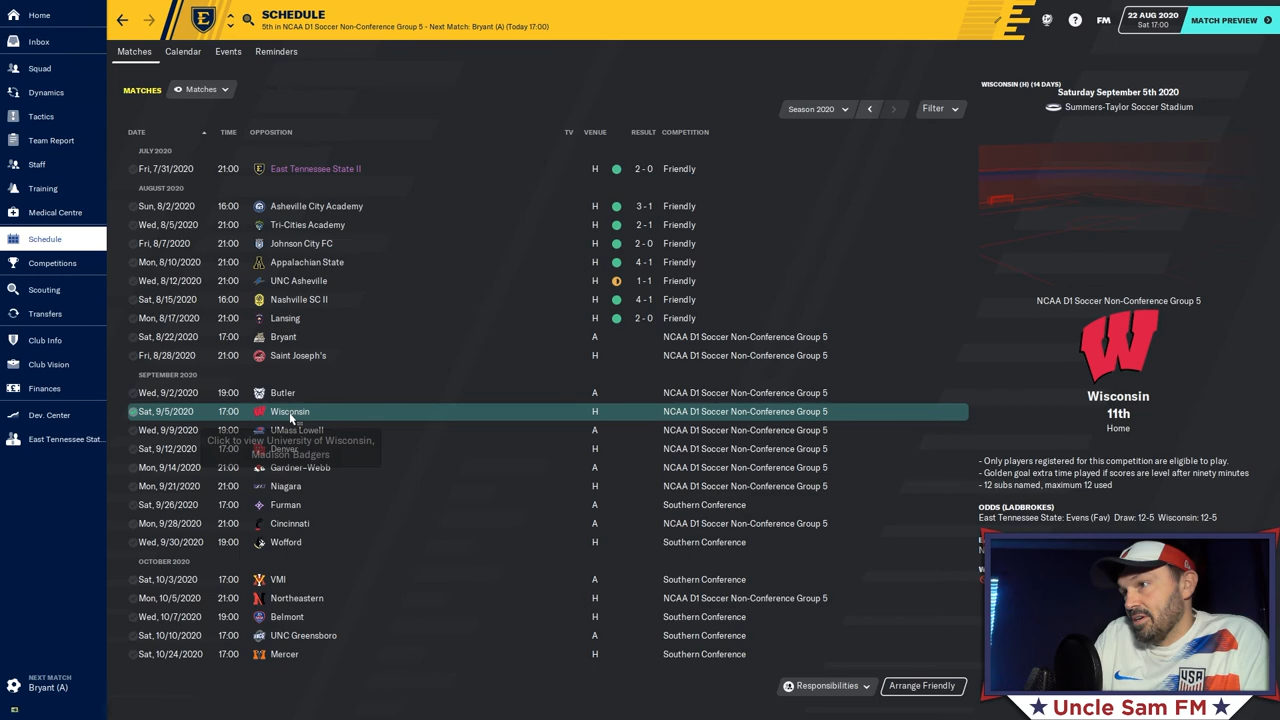 SCHEDULE
5th in NCAA D1 Soccer Non-Conference Group 5 - Next Match: Bryant (A) (Today 17:00)
FM
22 AUG 2020
Sat 17:00
MATCH PREVIEW
Home
Inbox
Squad
Dynamics
Tactics
Team Report
Staff
Training
Medical Centre
Schedule
Competitions
Scouting
Transfers
Club Info
Club Vision
Finances
Dev. Center
East Tennessee Stat...
NEXT MATCH
Bryant (A)
Matches Calendar Events Reminders
MATCHES Matches
Season 2020 Filter
DATE TIME OPPOSITION TV VENUE RESULT COMPETITION
JULY 2020
Fri, 7/31/2020 21:00 East Tennessee State II H 2 - 0 Friendly
AUGUST 2020
Sun, 8/2/2020 16:00 Asheville City Academy H 3 - 1 Friendly
Wed, 8/5/2020 21:00 Tri-Cities Academy H 2 - 1 Friendly
Fri, 8/7/2020 21:00 Johnson City FC H 2 - 0 Friendly
Mon, 8/10/2020 21:00 Appalachian State H 4 - 1 Friendly
Wed, 8/12/2020 21:00 UNC Asheville H 1 - 1 Friendly
Sat, 8/15/2020 16:00 Nashville SC II H 4 - 1 Friendly
Mon, 8/17/2020 21:00 Lansing H 2 - 0 Friendly
Sat, 8/22/2020 17:00 Bryant A NCAA D1 Soccer Non-Conference Group 5
Fri, 8/28/2020 21:00 Saint Joseph's H NCAA D1 Soccer Non-Conference Group 5
SEPTEMBER 2020
Wed, 9/2/2020 19:00 Butler A NCAA D1 Soccer Non-Conference Group 5
Sat, 9/5/2020 17:00 Wisconsin H NCAA D1 Soccer Non-Conference Group 5
Wed, 9/9/2020 19:00 UMass Lowell A NCAA D1 Soccer Non-Conference Group 5
Click to view University of Wisconsin,
Madison Badgers
Sat, 9/12/2020 17:00 Denver H NCAA D1 Soccer Non-Conference Group 5
Mon, 9/14/2020 21:00 Gardner-Webb A NCAA D1 Soccer Non-Conference Group 5
Mon, 9/21/2020 21:00 Niagara H NCAA D1 Soccer Non-Conference Group 5
Sat, 9/26/2020 17:00 Furman A Southern Conference
Mon, 9/28/2020 21:00 Cincinnati A NCAA D1 Soccer Non-Conference Group 5
Wed, 9/30/2020 19:00 Wofford H Southern Conference
OCTOBER 2020
Sat, 10/3/2020 17:00 VMI A Southern Conference
Mon, 10/5/2020 21:00 Northeastern H NCAA D1 Soccer Non-Conference Group 5
Wed, 10/7/2020 19:00 Belmont H Southern Conference
Sat, 10/10/2020 17:00 UNC Greensboro A Southern Conference
Sat, 10/24/2020 17:00 Mercer H Southern Conference
Responsibilities Arrange Friendly
WISCONSIN (H) (14 DAYS)
Saturday September 5th 2020
Summers-Taylor Soccer Stadium
NCAA D1 Soccer Non-Conference Group 5
W
Wisconsin
11th
Home
- Only players registered for this competition are eligible to play.
- Golden goal extra time played if scores are level after ninety minutes
- 12 subs named, maximum 12 used
ODDS (LADBROKES)
East Tennessee State: Evens (Fav) Draw: 12-5 Wisconsin: 12-5
USA
Uncle Sam FM